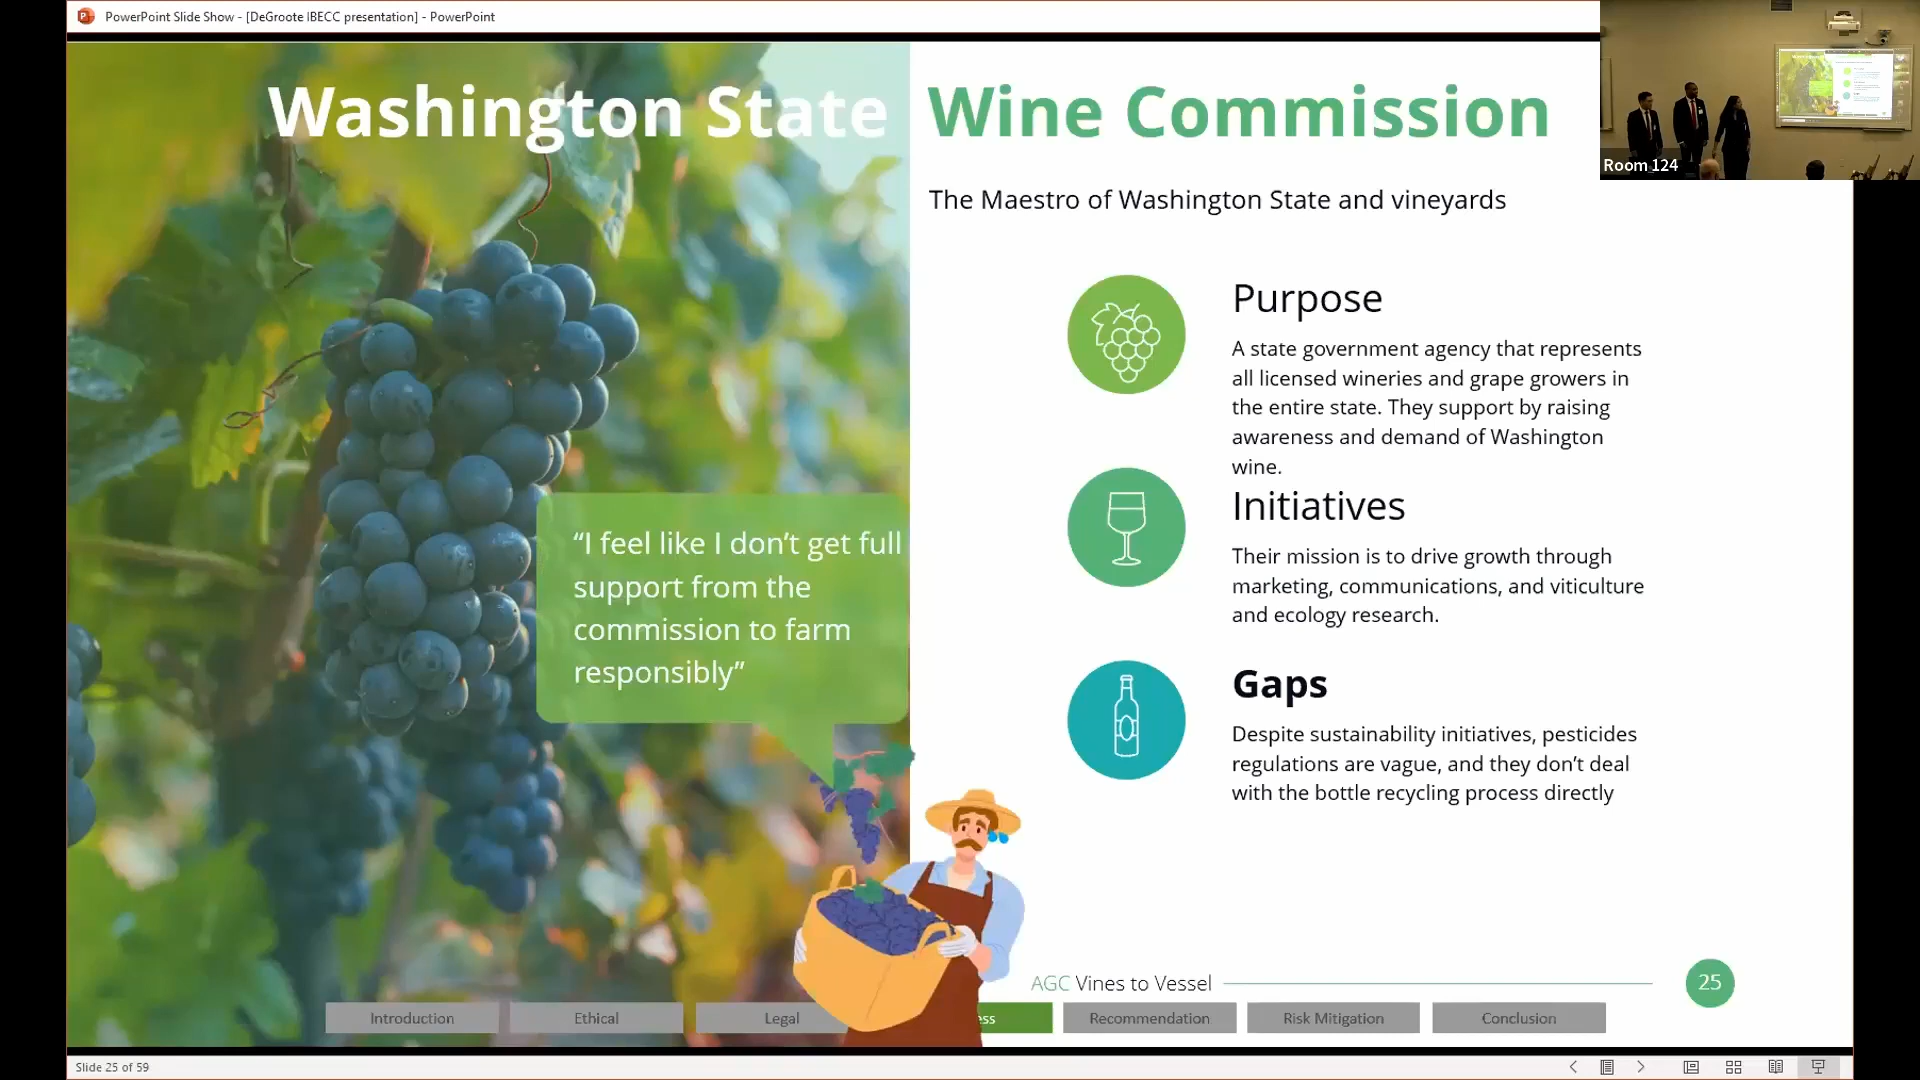 PowerPoint Slide Show - [DeGroote IBECC presentation] - PowerPoint
Washington State Wine Commission
Room 124
The Maestro of Washington State and vineyards
Purpose
A state government agency that represents
all licensed wineries and grape growers in
the entire state. They support by raising
awareness and demand of Washington
wine.
Initiatives
Their mission is to drive growth through
marketing, communications, and viticulture
and ecology research.
“I feel like I don’t get full
support from the
commission to farm
responsibly”
Gaps
Despite sustainability initiatives, pesticides
regulations are vague, and they don’t deal
with the bottle recycling process directly
AGC Vines to Vessel
25
Introduction
Ethical
Legal
ess
Recommendation
Risk Mitigation
Conclusion
Slide 25 of 59